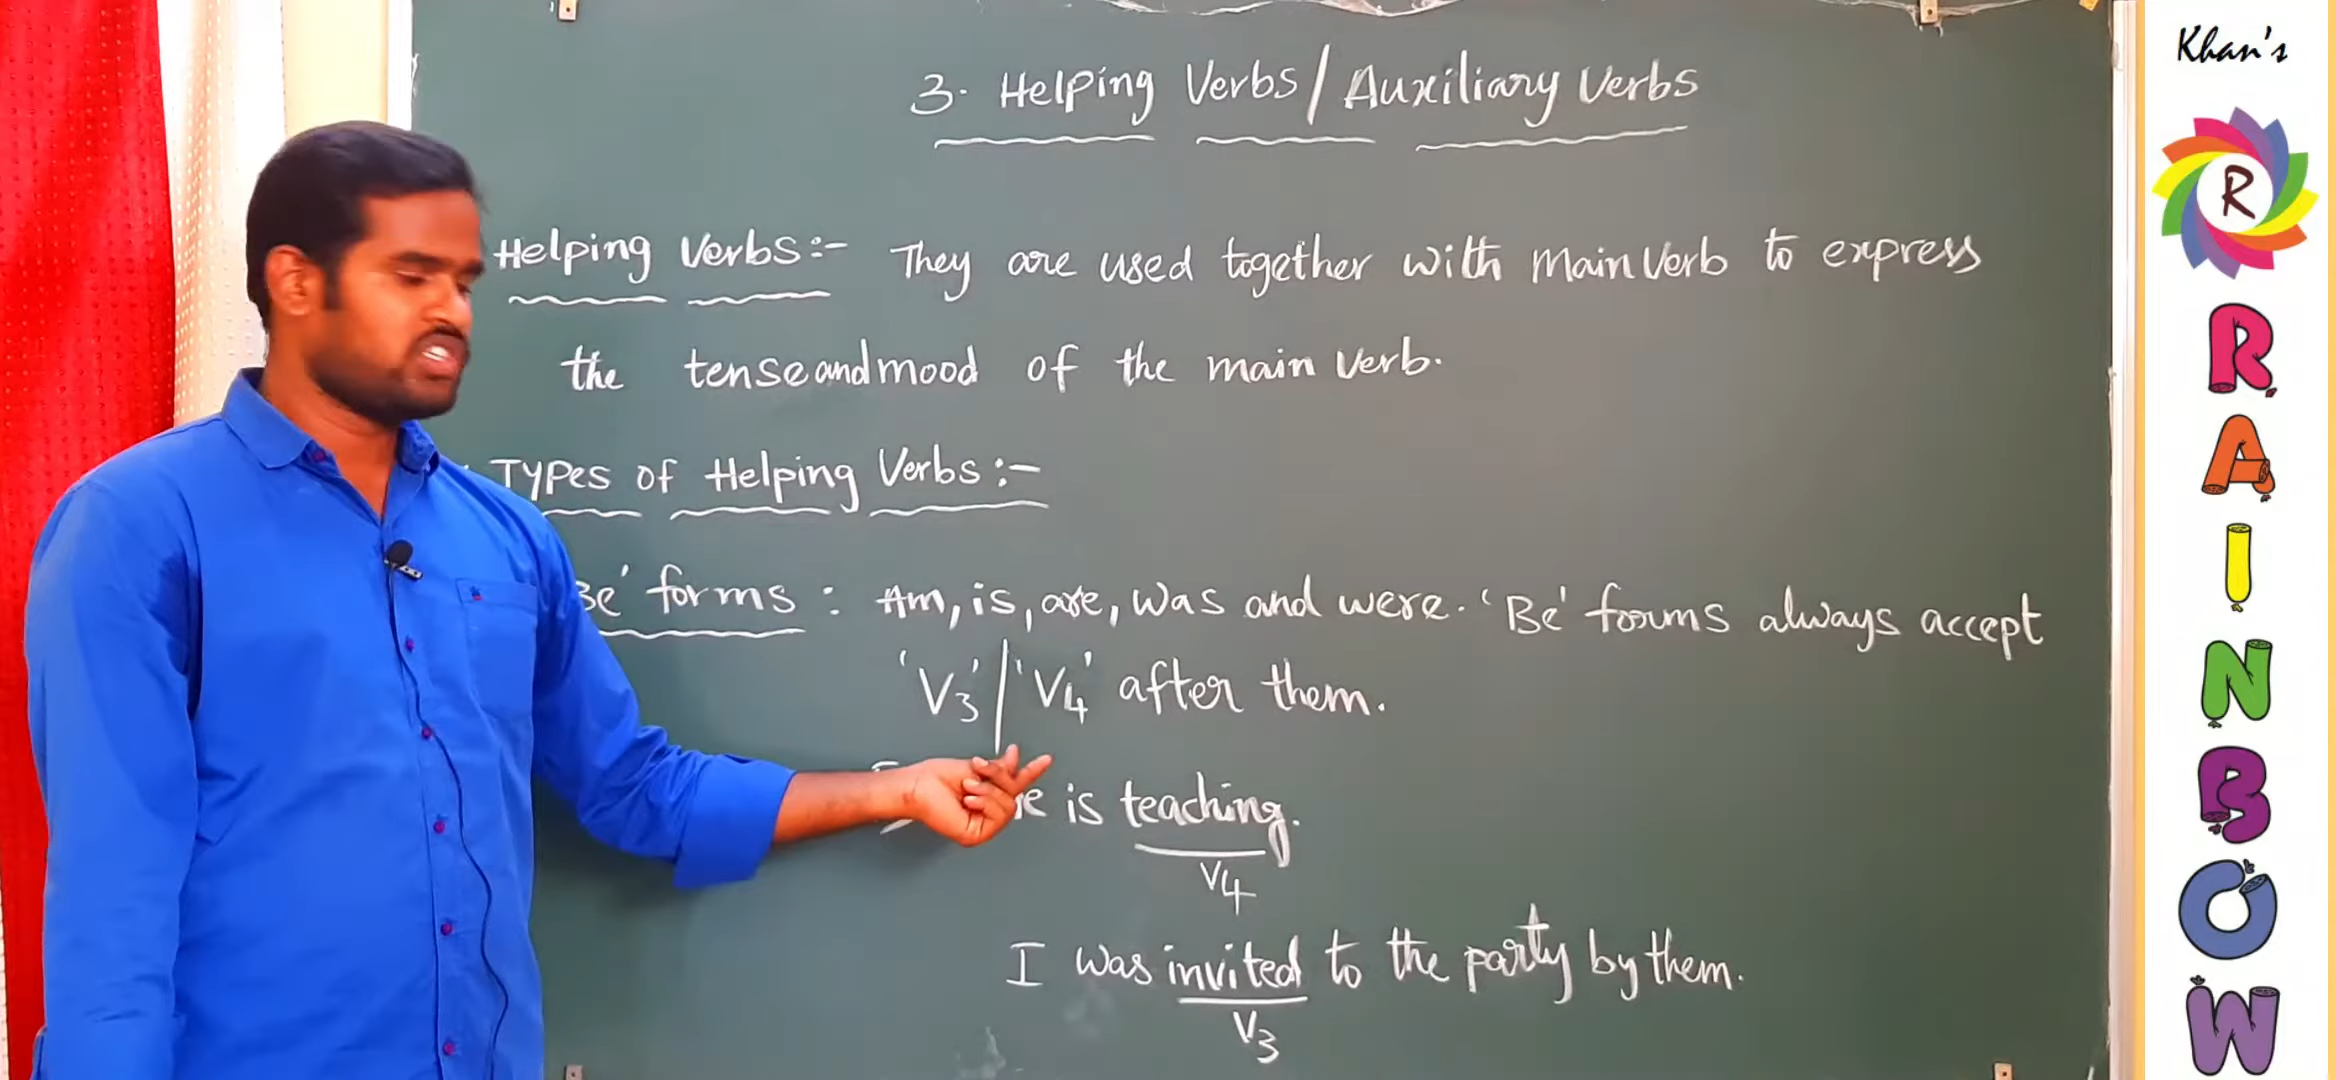 3. Helping Verbs / Auxiliary Verbs
Helping Verbs :- They are used together with main Verb to express
the tense and mood of the main verb.
Types of Helping Verbs :-
Be' forms : Am, is, are, was and were. 'Be' forms always accept
'V3' / 'V4' after them.
is teaching.
V4
I was invited to the party by them.
V3
Khan's
R
RAINBOW